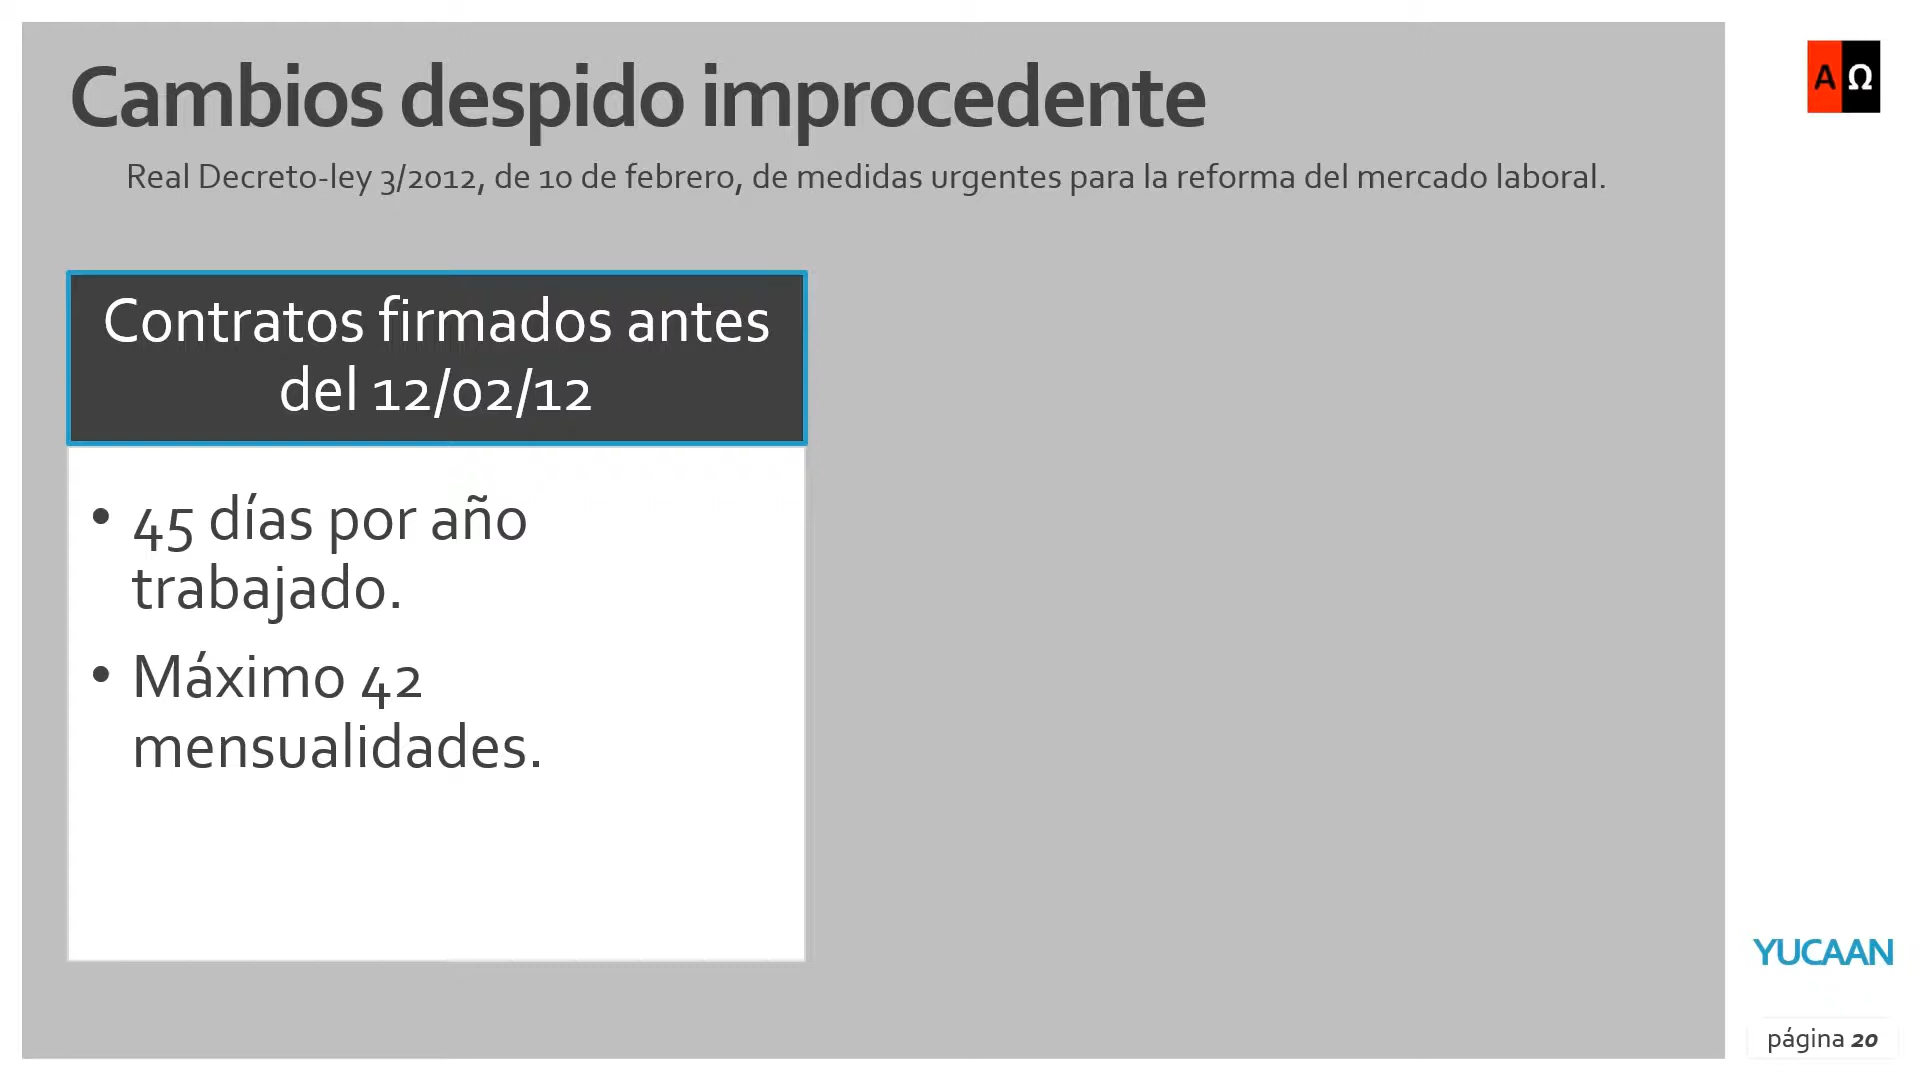 Cambios despido improcedente
Real Decreto-ley 3/2012, de 10 de febrero, de medidas urgentes para la reforma del mercado laboral.
AΩ
Contratos firmados antes
del 12/02/12
• 45 días por año
trabajado.
• Máximo 42
mensualidades.
YUCAAN
página 20